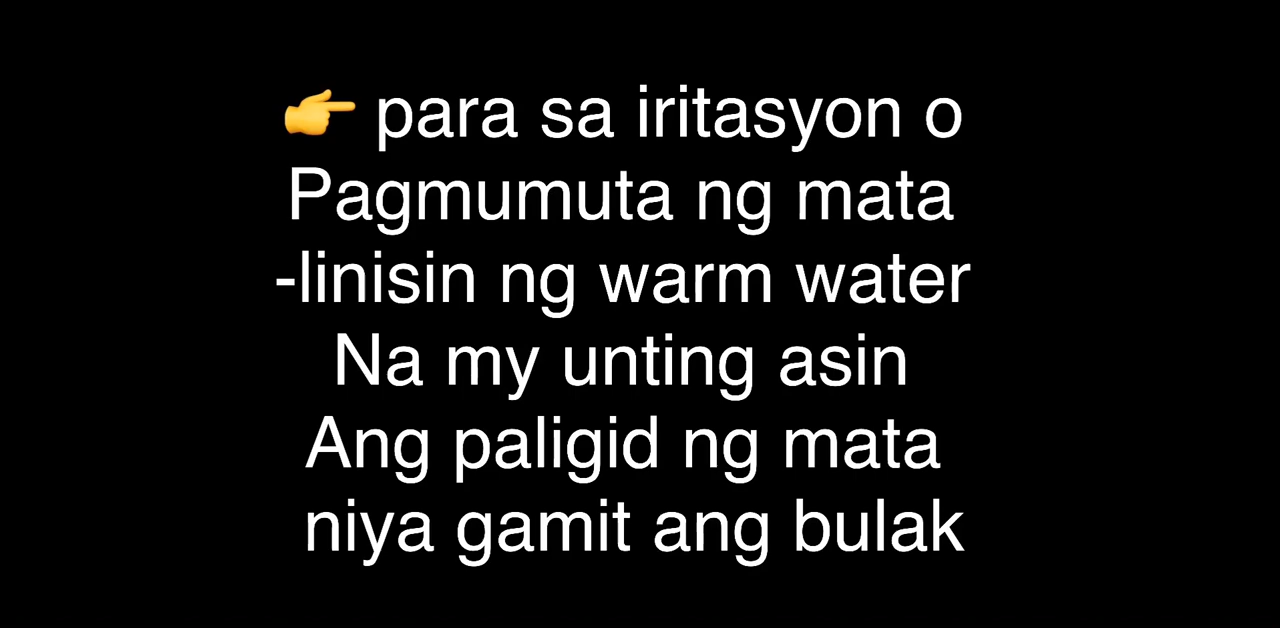 👉 para sa iritasyon o
Pagmumuta ng mata
-linisin ng warm water
Na my unting asin
Ang paligid ng mata
niya gamit ang bulak